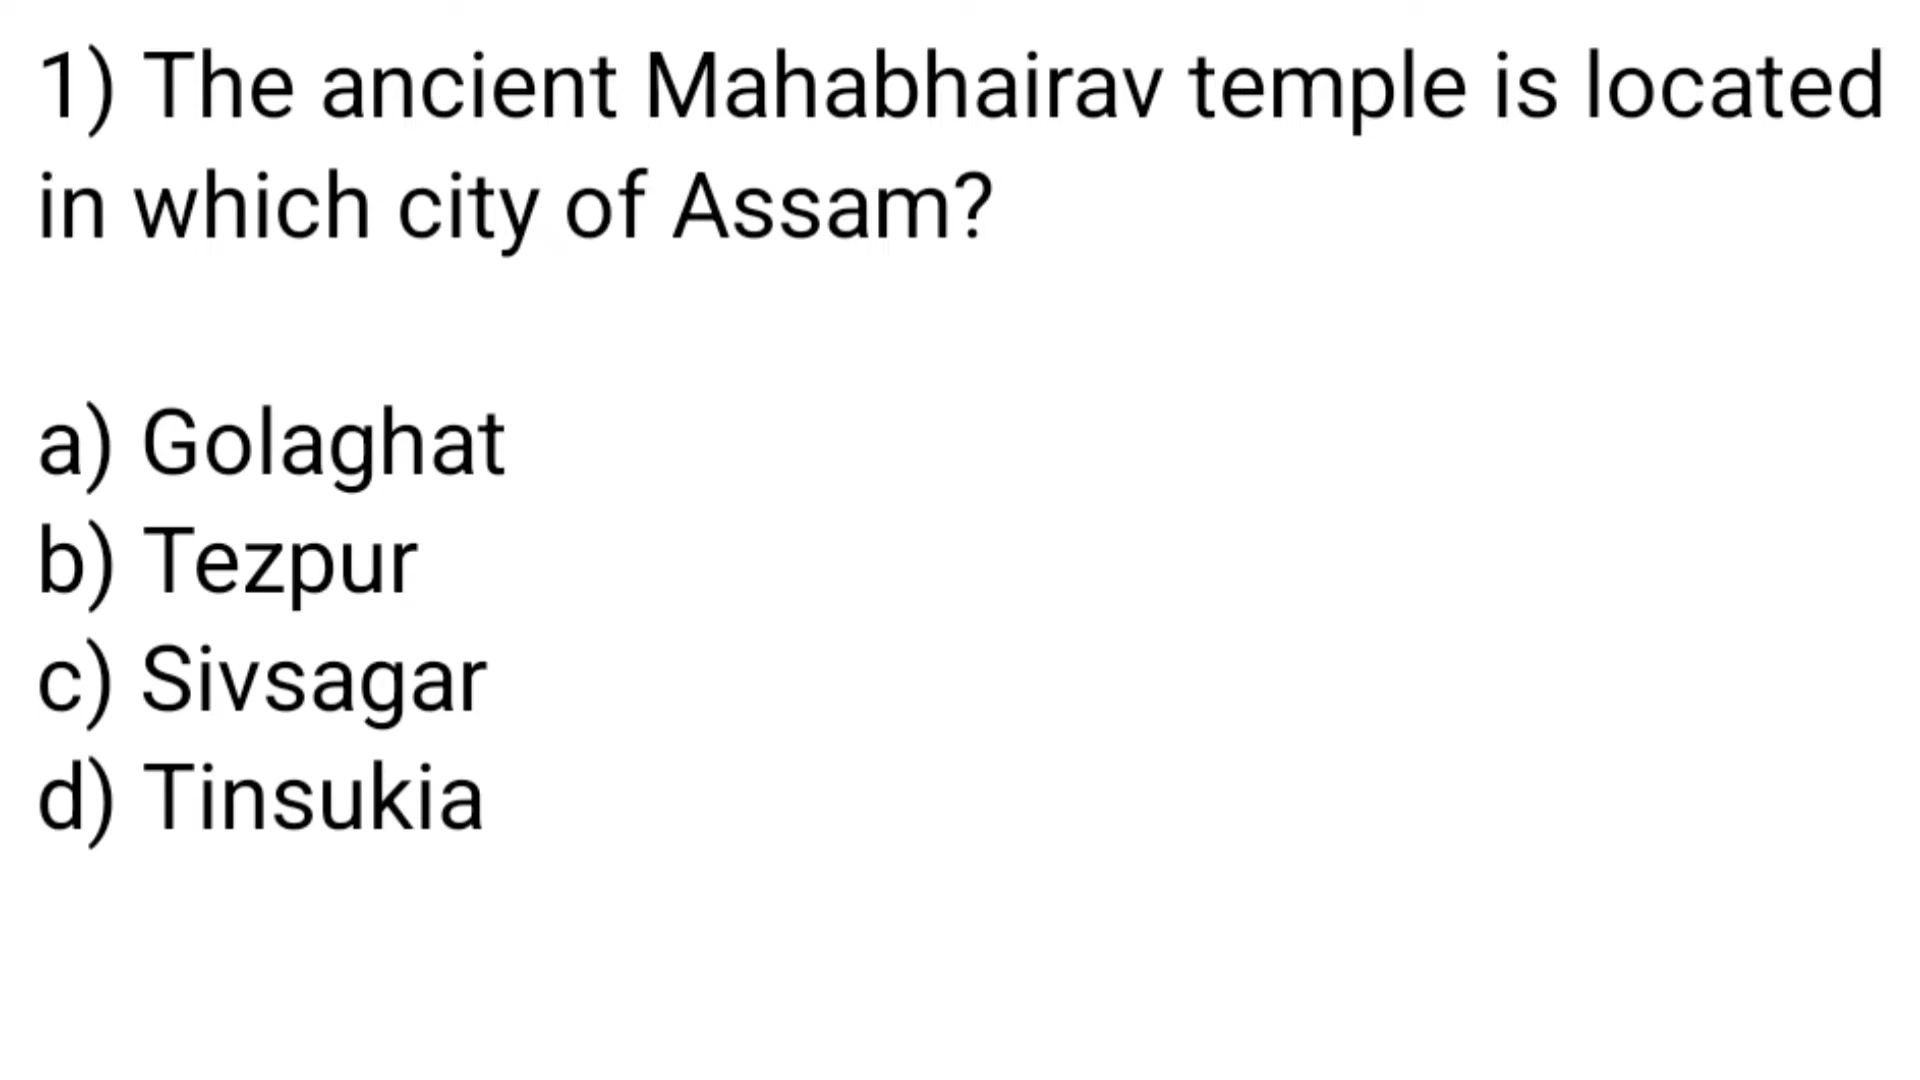 1) The ancient Mahabhairav temple is located
in which city of Assam?
a) Golaghat
b) Tezpur
c) Sivsagar
d) Tinsukia